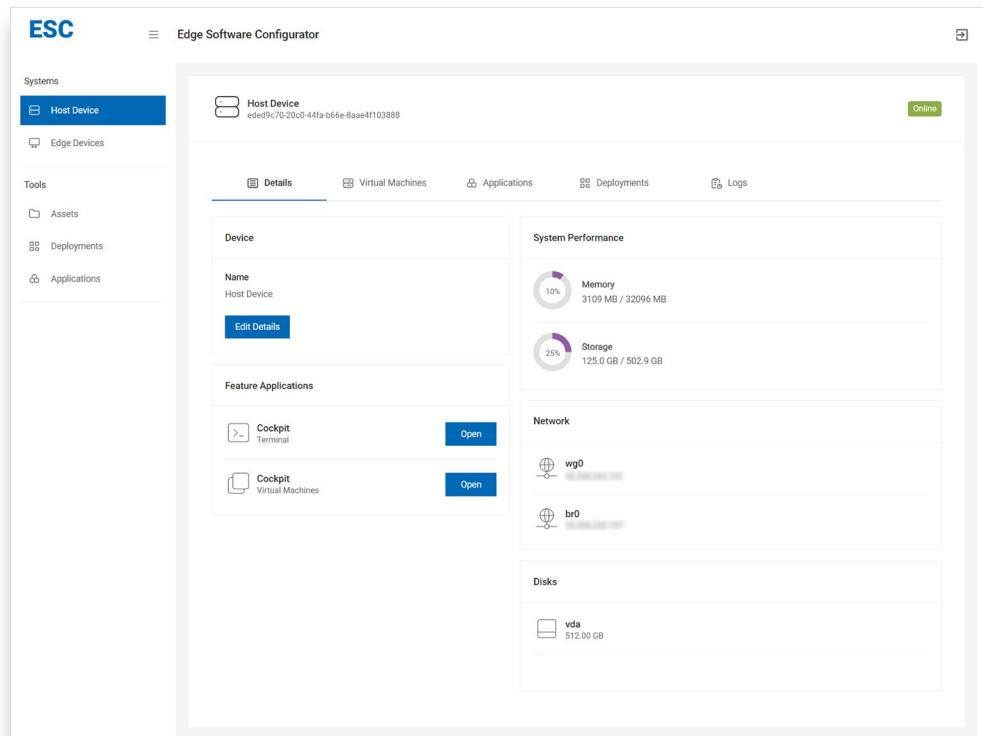 ESC
Edge Software Configurator
Systems
Host Device
Edge Devices
Tools
Assets
Deployments
Applications
Host Device
eded9c70-20c0-44fa-b66e-8aae4f103888
Online
Details
Virtual Machines
Applications
Deployments
Logs
Device
Name
Host Device
Edit Details
Feature Applications
Cockpit
Terminal
Open
Cockpit
Virtual Machines
Open
System Performance
10%
Memory
3109 MB / 32096 MB
25%
Storage
125.0 GB / 502.9 GB
Network
wg0
br0
Disks
vda
512.00 GB